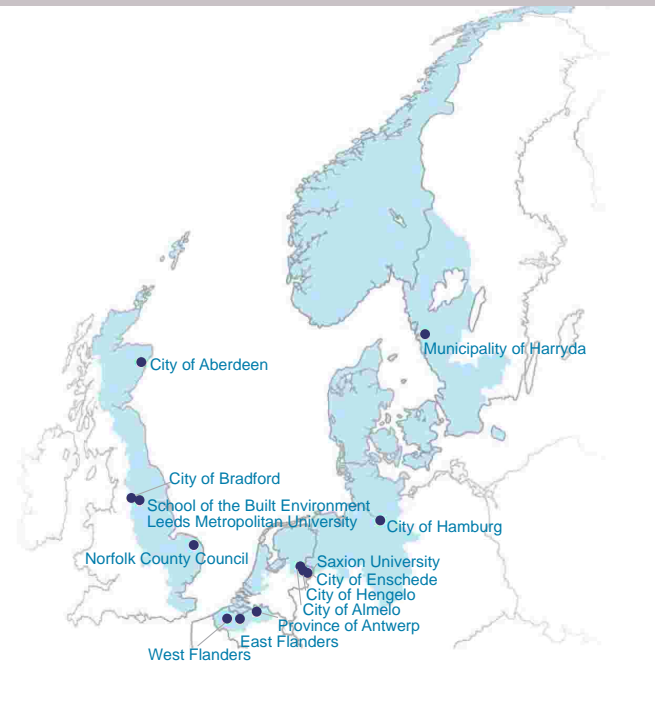 Municipality of Harryda
City of Aberdeen
City of Bradford
School of the Built Environment
Leeds Metropolitan University
City of Hamburg
Norfolk County Council
Saxion University
City of Enschede
City of Hengelo
City of Almelo
Province of Antwerp
East Flanders
West Flanders